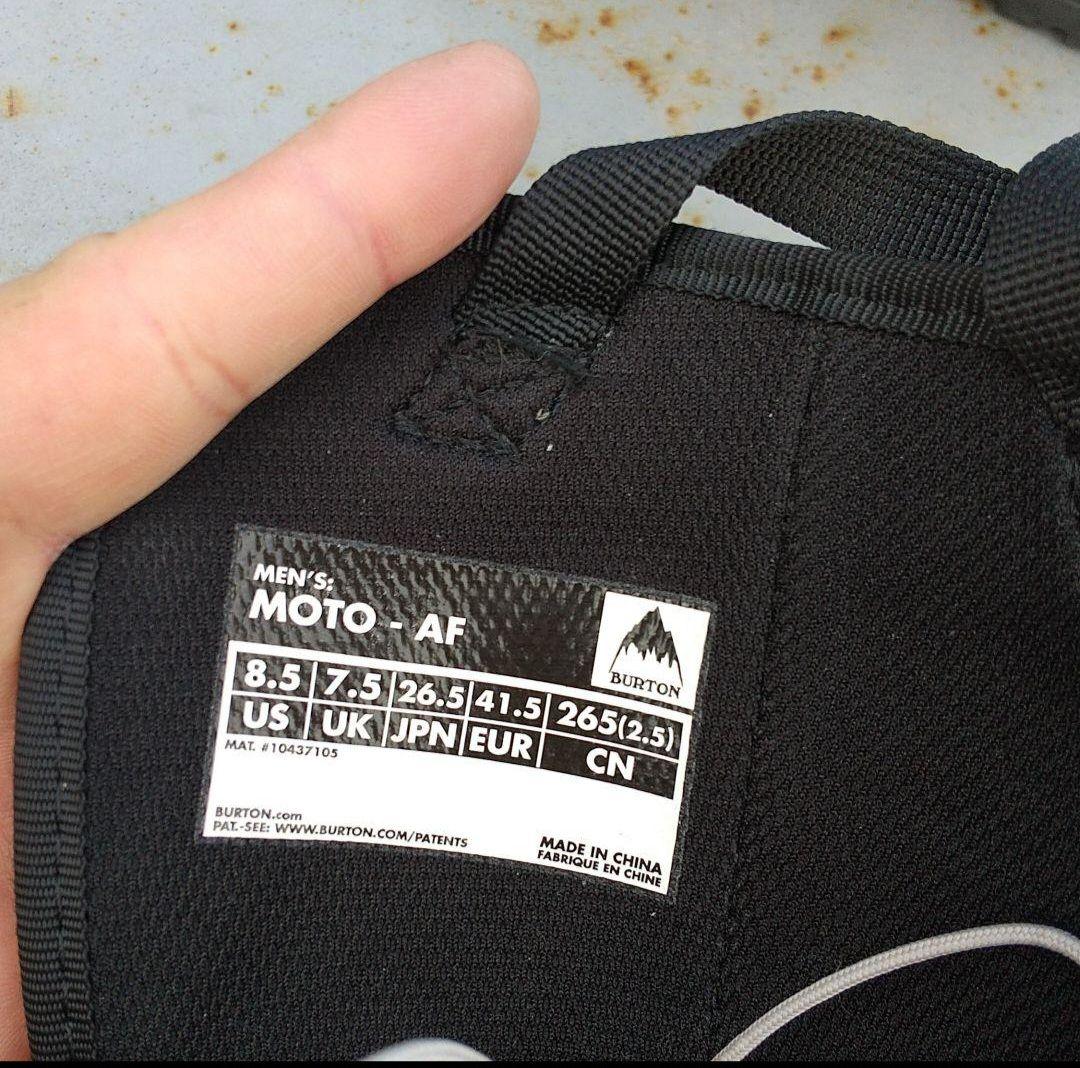 MEN'S:
MOTO - AF
BURTON
8.5 7.5 26.5 41.5 265(2.5)
US UK JPN EUR CN
MAT. #10437105
BURTON.com
PAT.-SEE: WWW.BURTON.COM/PATENTS
MADE IN CHINA
FABRIQUE EN CHINE